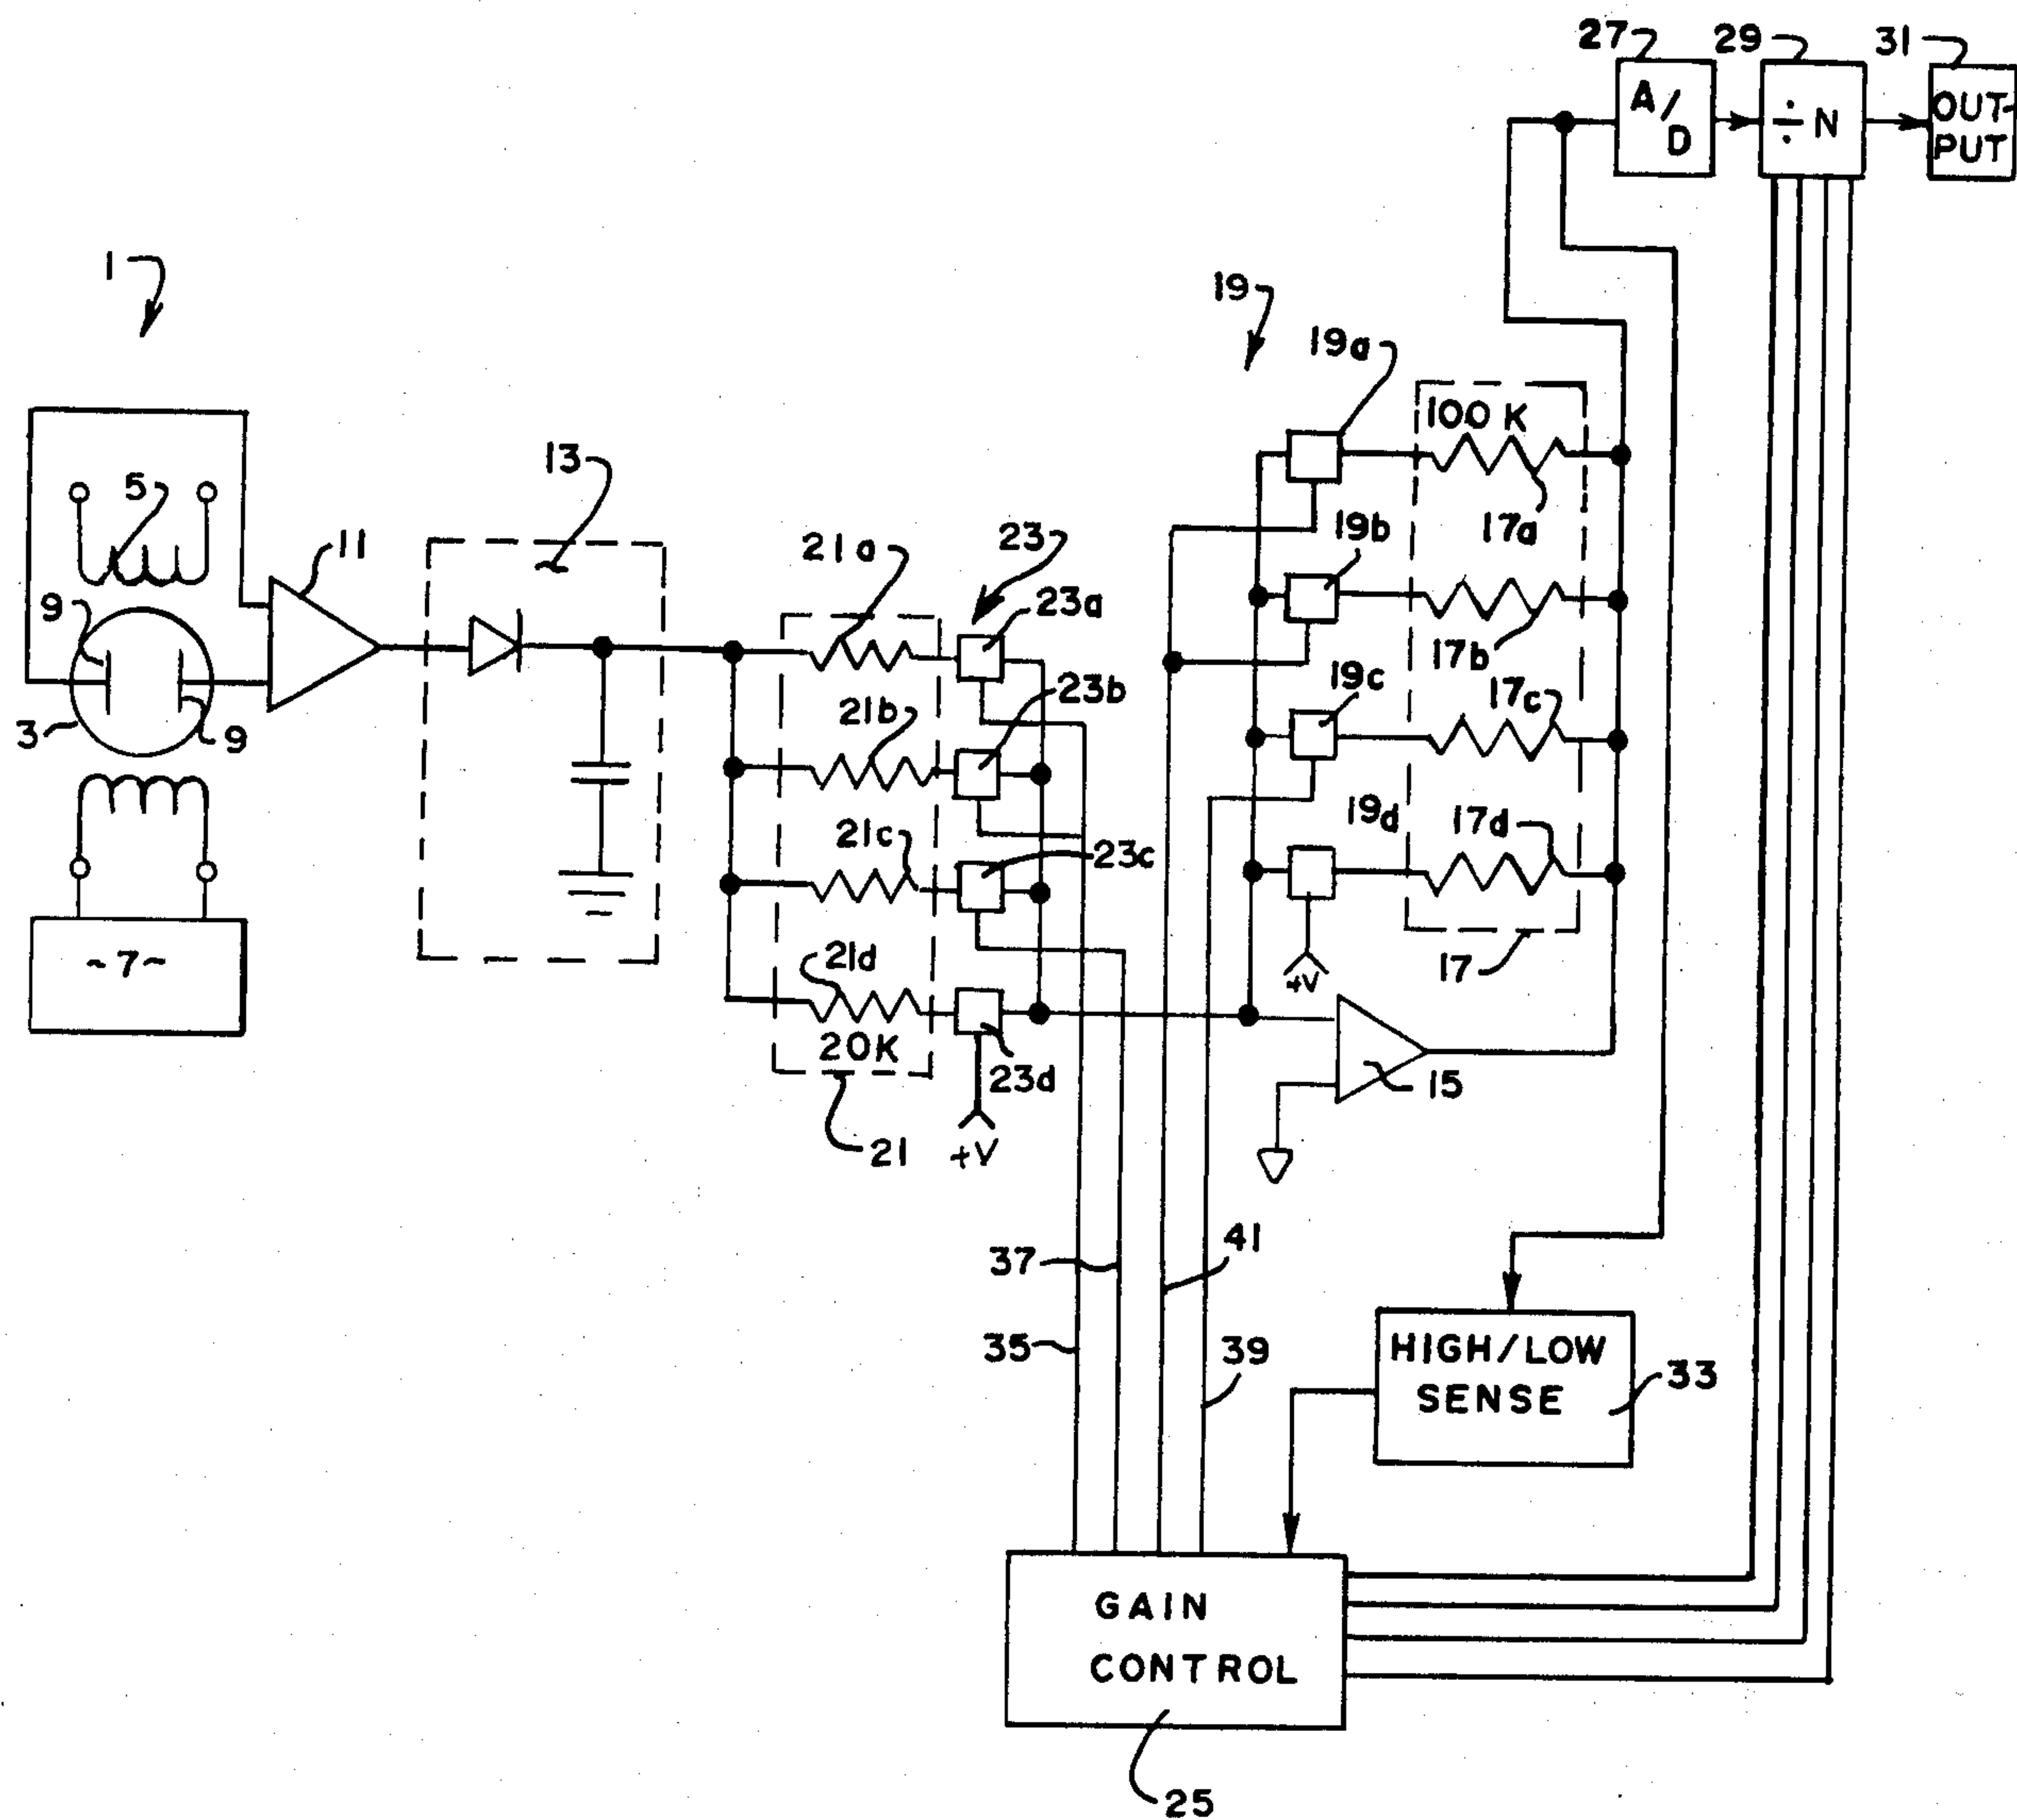 27
29
31
A/D
÷ N
OUT-
PUT
1
19
19a
100 K
13
5
17a
11
21a
23
19b
9
23a
17b
23b
19c
17c
3
9
21b
21c
19d
17d
23c
~7~
21d
+V
17
20K
23d
15
21
+V
41
37
35
39
HIGH/LOW
SENSE
33
GAIN
CONTROL
25